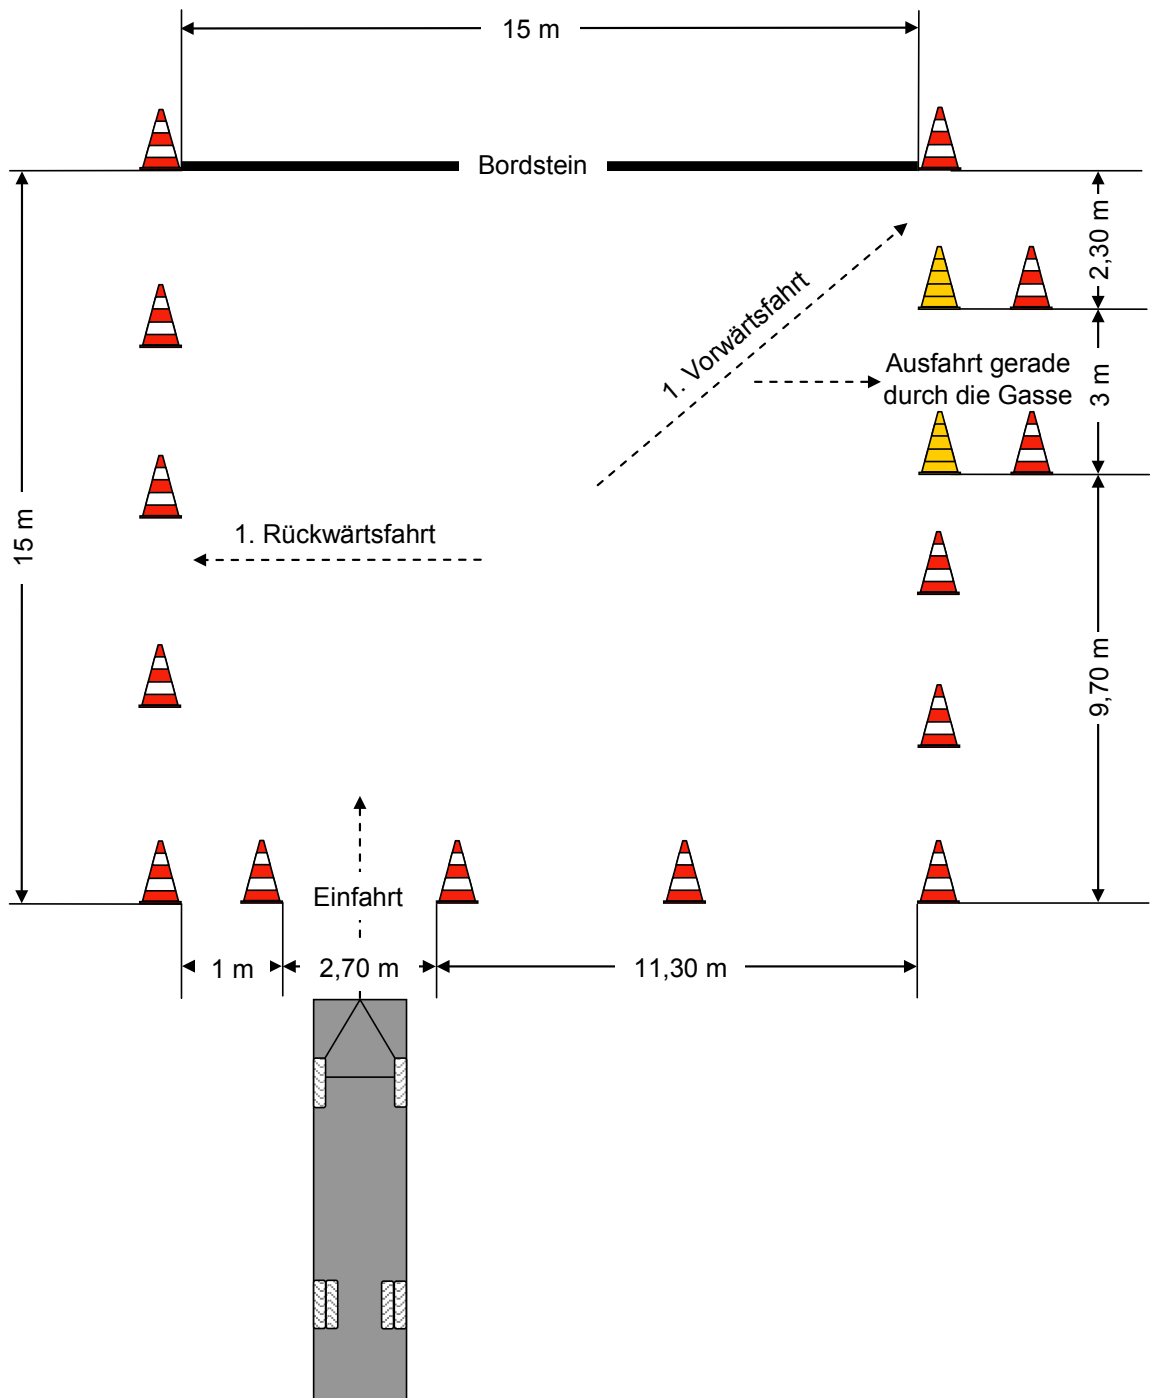 15 m
Bordstein
2,30 m
1. Vorwärtsfahrt
Ausfahrt gerade
durch die Gasse
3 m
15 m
1. Rückwärtsfahrt
9,70 m
Einfahrt
1 m
2,70 m
11,30 m